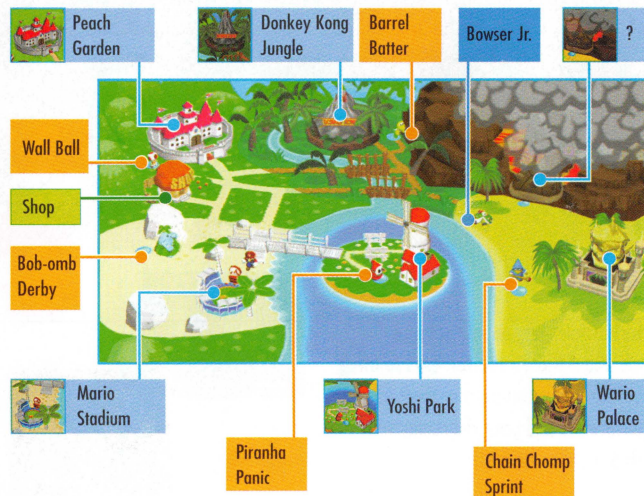 Peach
Garden
Donkey Kong
Jungle
Barrel
Batter
Bowser Jr.
?
Wall Ball
Shop
Bob-omb
Derby
Mario
Stadium
Yoshi Park
Wario
Palace
Piranha
Panic
Chain Chomp
Sprint